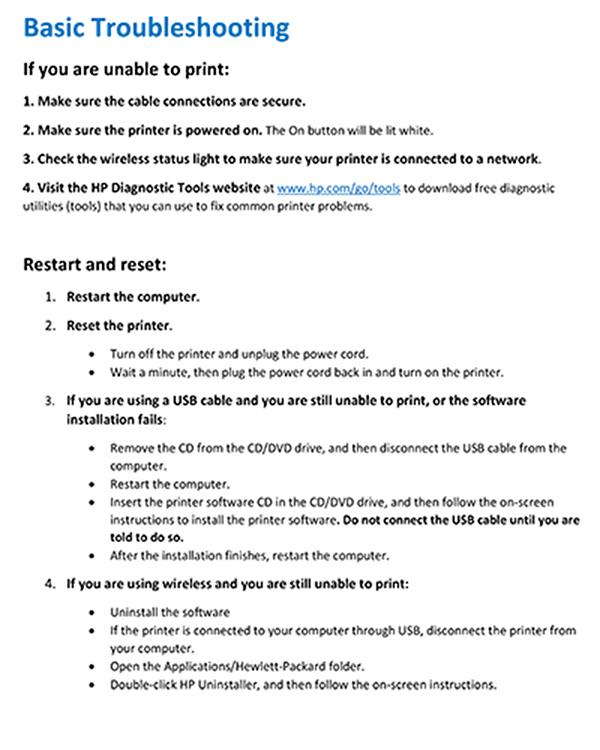 Basic Troubleshooting
If you are unable to print:
1. Make sure the cable connections are secure.
2. Make sure the printer is powered on. The On button will be lit white.
3. Check the wireless status light to make sure your printer is connected to a network.
4. Visit the HP Diagnostic Tools website at www.hp.com/go/tools to download free diagnostic
utilities (tools) that you can use to fix common printer problems.
Restart and reset:
1. Restart the computer.
2. Reset the printer.
• Turn off the printer and unplug the power cord.
• Wait a minute, then plug the power cord back in and turn on the printer.
3. If you are using a USB cable and you are still unable to print, or the software
installation fails:
• Remove the CD from the CD/DVD drive, and then disconnect the USB cable from the
computer.
• Restart the computer.
• Insert the printer software CD in the CD/DVD drive, and then follow the on-screen
instructions to install the printer software. Do not connect the USB cable until you are
told to do so.
• After the installation finishes, restart the computer.
4. If you are using wireless and you are still unable to print:
• Uninstall the software
• If the printer is connected to your computer through USB, disconnect the printer from
your computer.
• Open the Applications/Hewlett-Packard folder.
• Double-click HP Uninstaller, and then follow the on-screen instructions.